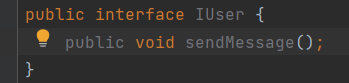 public interface IUser {
    public void sendMessage();
}